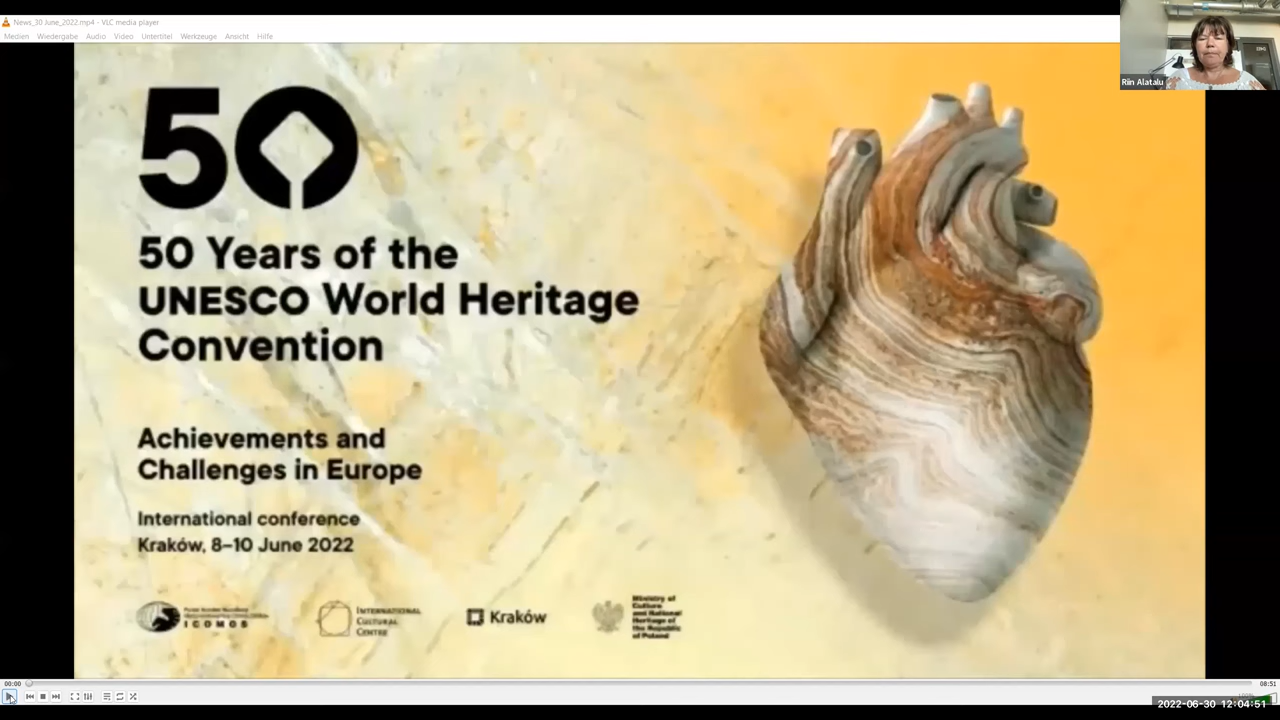 News_30 June_2022.mp4 - VLC media player
Medien Wiedergabe Audio Video Untertitel Werkzeuge Ansicht Hilfe
Riin Alatalu
50
50 Years of the
UNESCO World Heritage
Convention
Achievements and
Challenges in Europe
International conference
Kraków, 8–10 June 2022
ICOMOS
INTERNATIONAL
CULTURAL
CENTRE
Kraków
Ministry of
Culture
and National
Heritage of
the Republic
of Poland
00:00
08:51
100%
2022-06-30 12:04:51